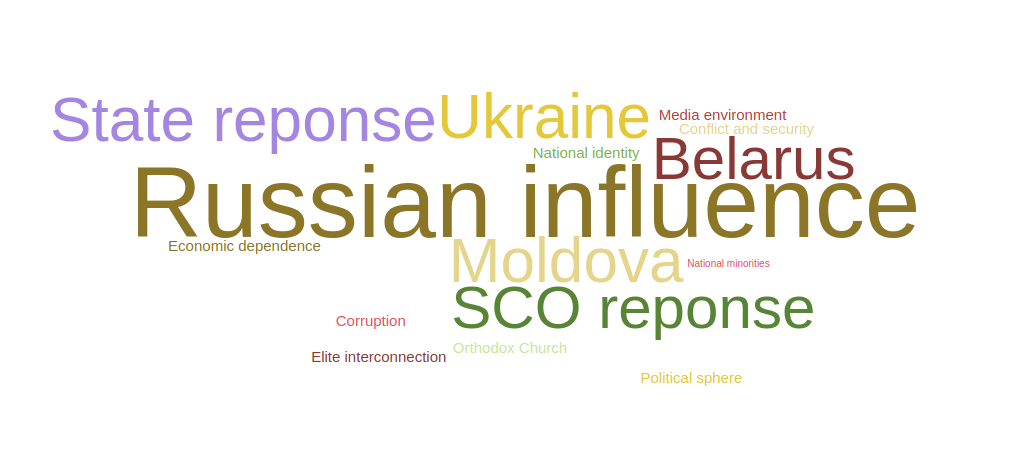 State reponse
Ukraine
Media environment
Conflict and security
National identity
Belarus
Russian influence
Economic dependence
Moldova
National minorities
SCO reponse
Corruption
Orthodox Church
Elite interconnection
Political sphere